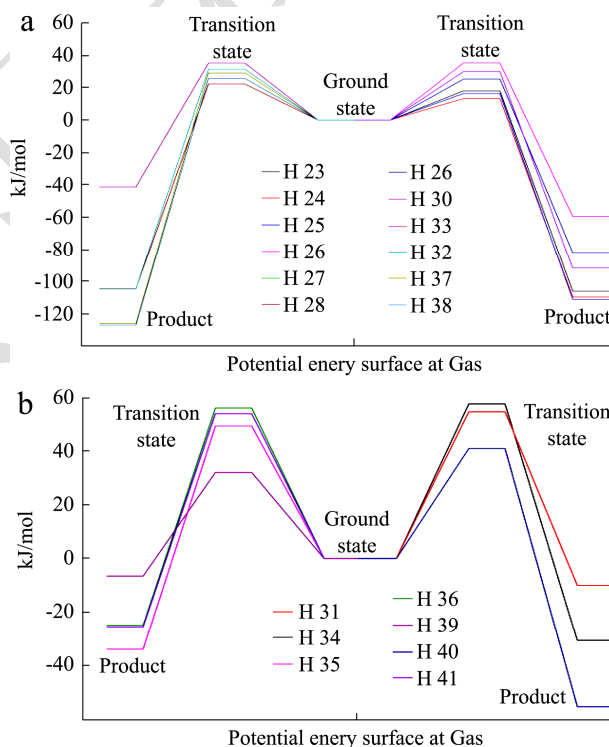 a
60
40
20
0
-20
-40
-60
-80
-100
-120
kJ/mol
Transition
state
Ground
state
Transition
state
H 23
H 24
H 25
H 26
H 27
H 28
H 26
H 30
H 33
H 32
H 37
H 38
Product
Product
Potential enery surface at Gas
b
60
40
20
0
-20
-40
kJ/mol
Transition
state
Ground
state
Transition
state
H 31
H 34
H 35
H 36
H 39
H 40
H 41
Product
Product
Potential enery surface at Gas